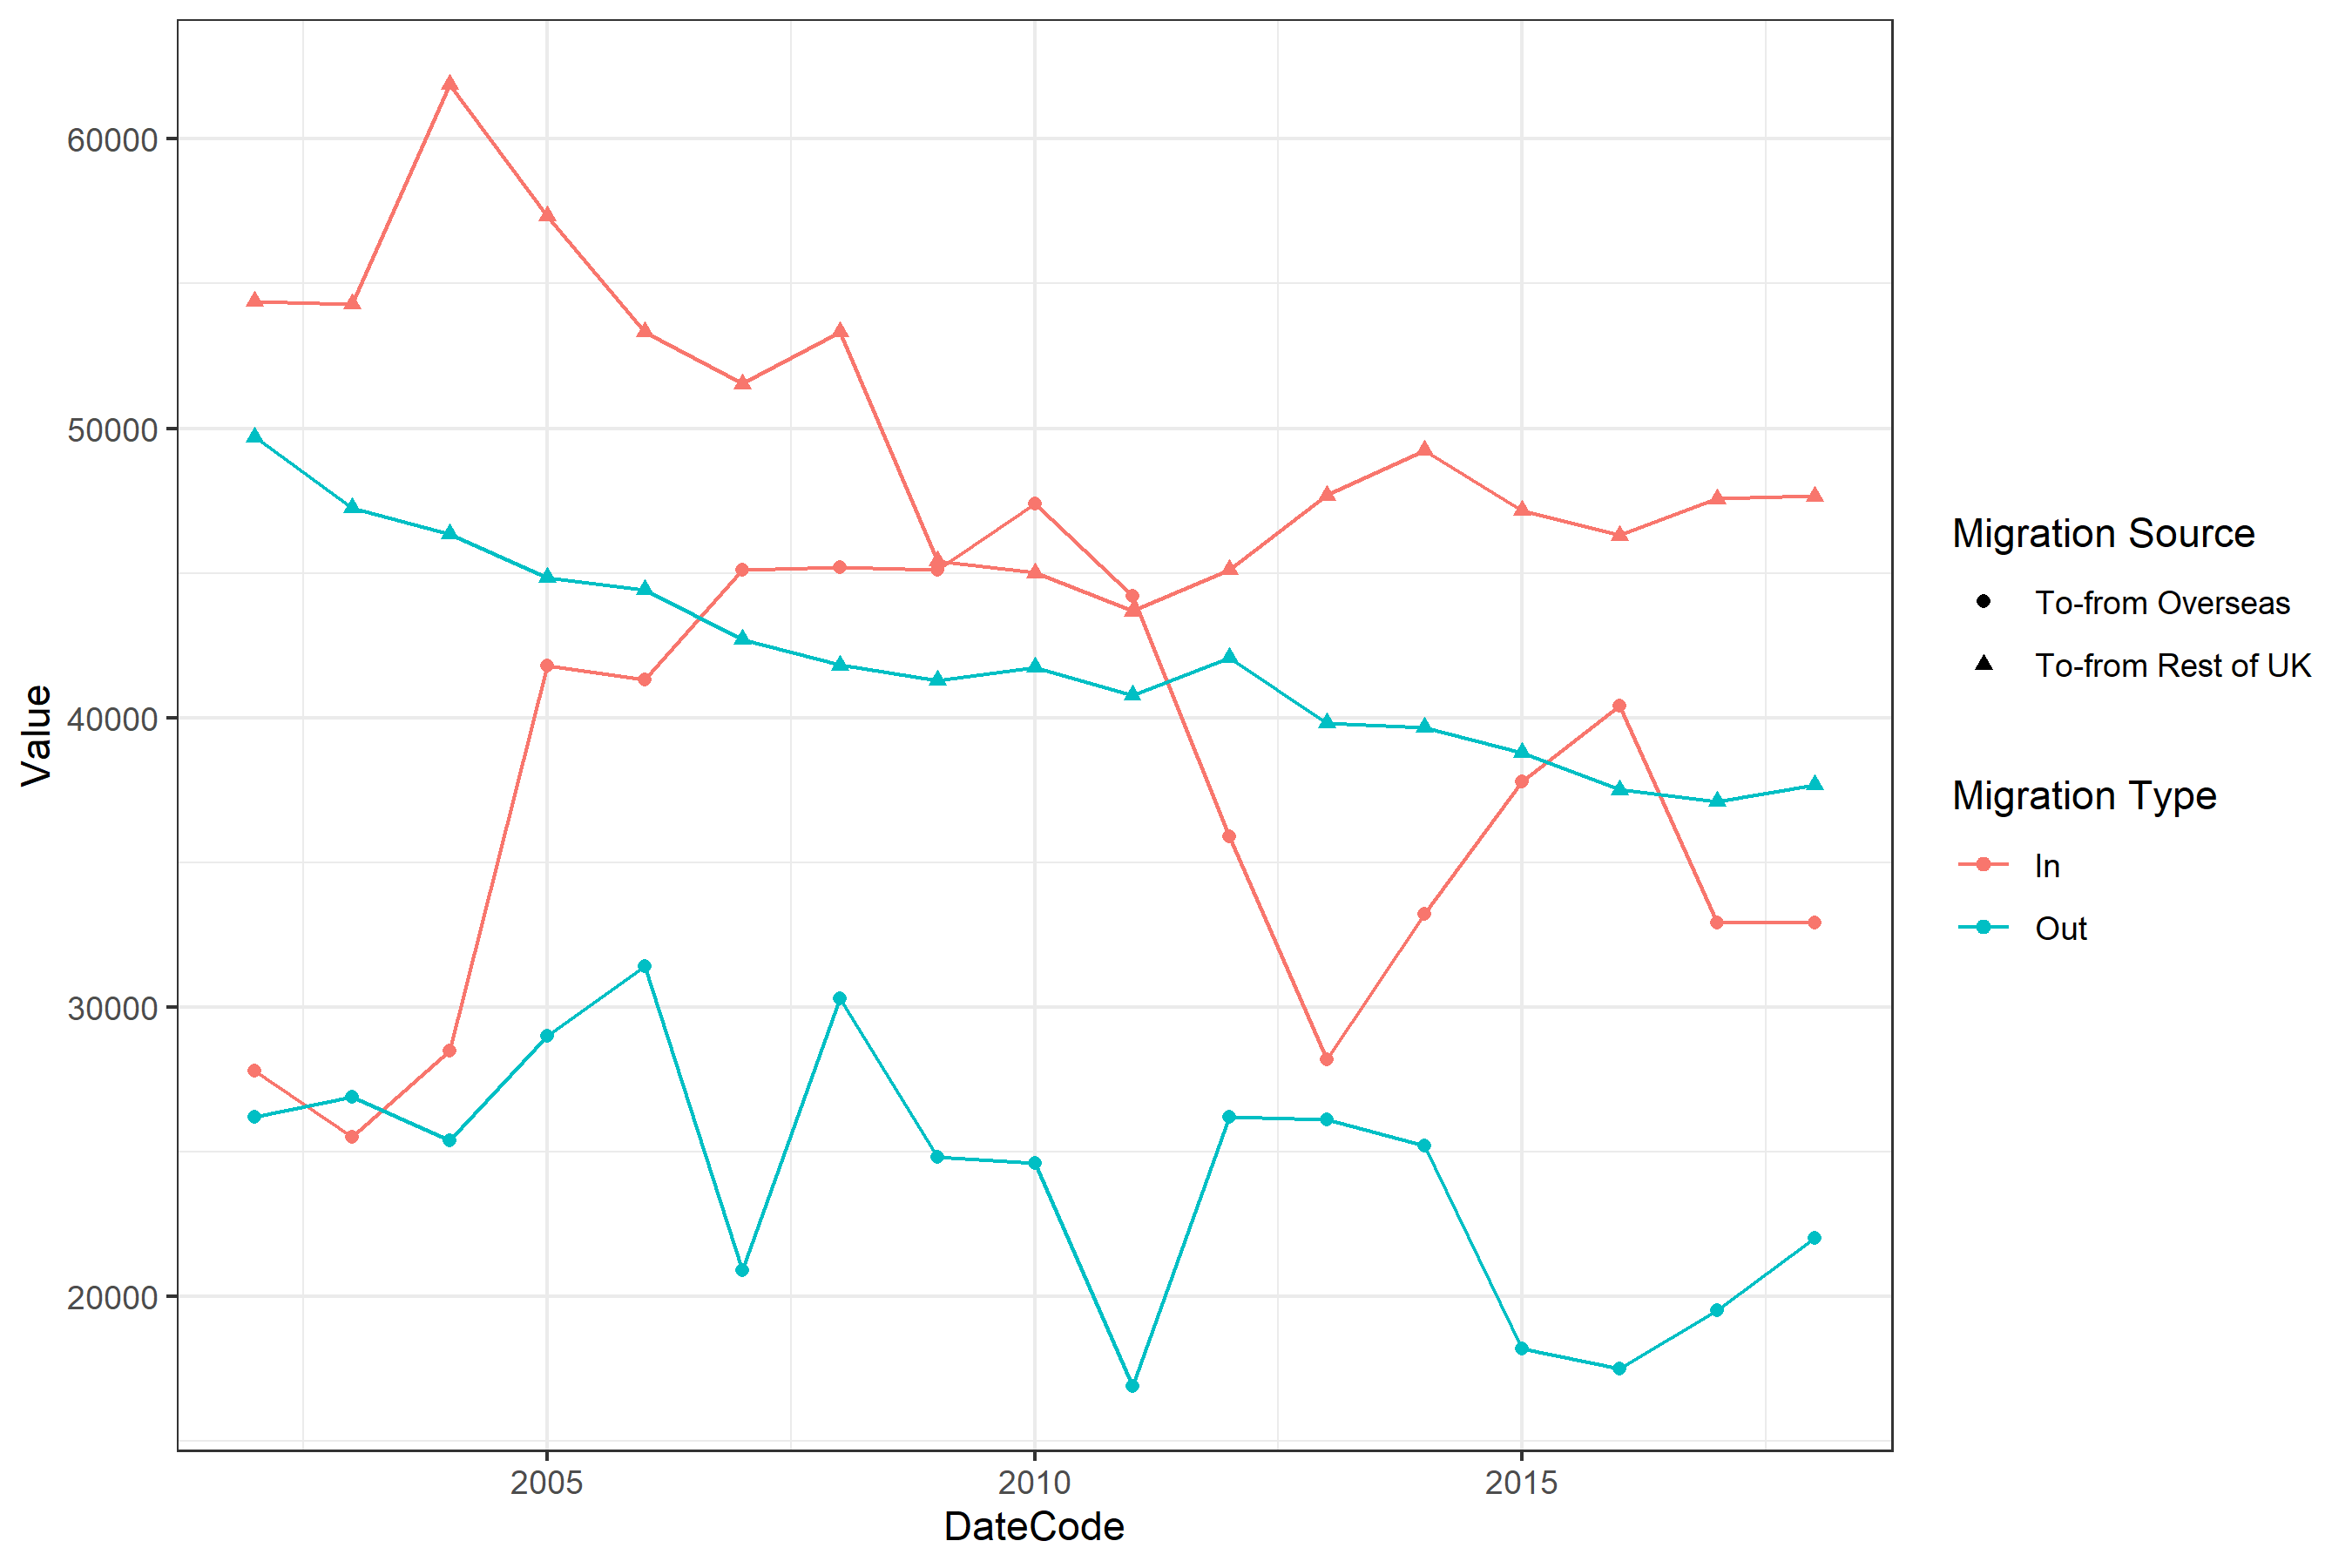 60000
50000
40000
30000
20000
Value
2005
2010
2015
DateCode
Migration Source
To-from Overseas
To-from Rest of UK
Migration Type
In
Out